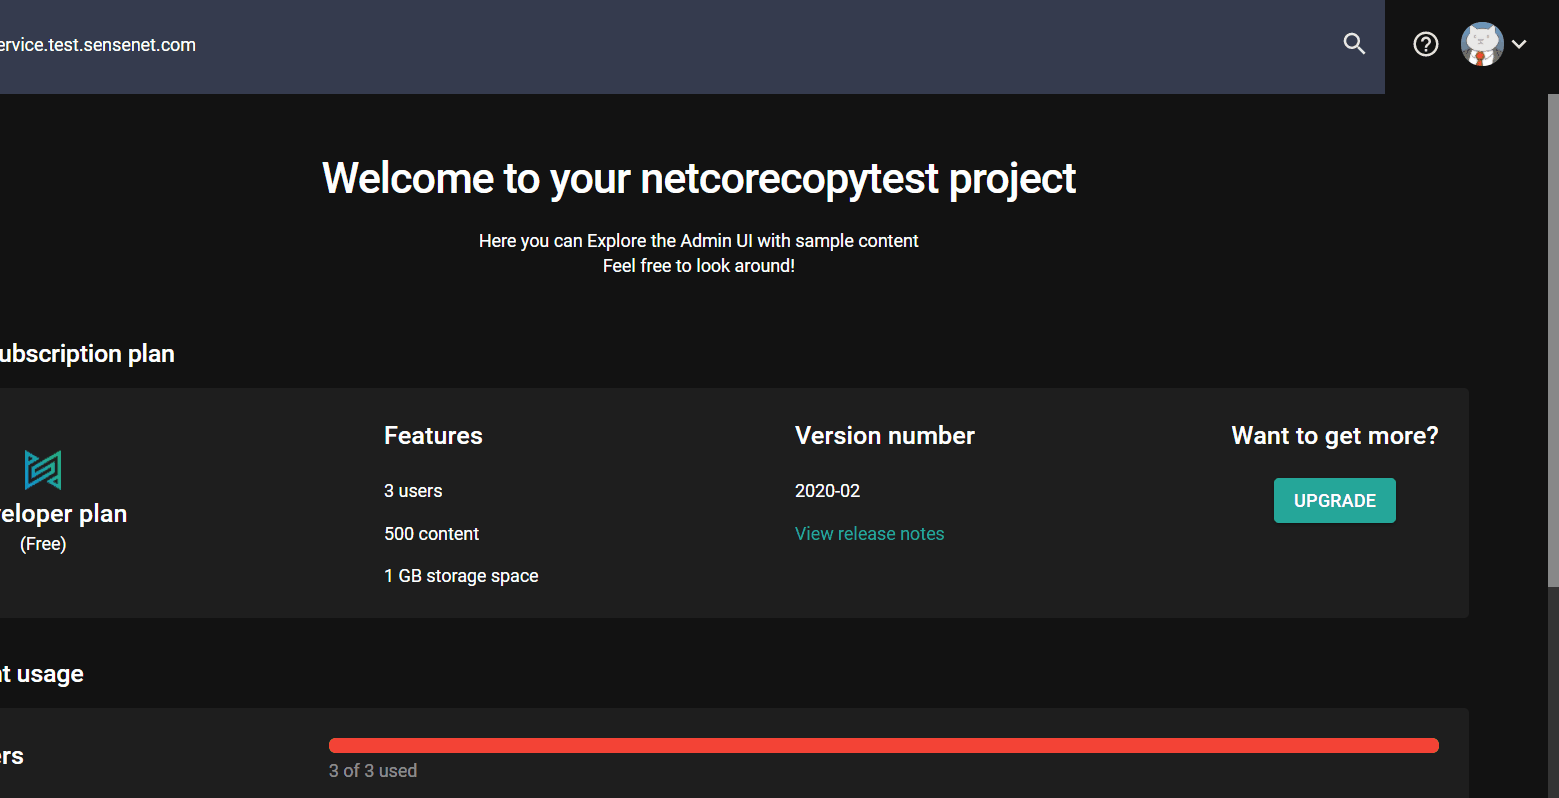 ervice.test.sensenet.com
Welcome to your netcorecopytest project
Here you can Explore the Admin UI with sample content
Feel free to look around!
ubscription plan
Features
Version number
Want to get more?
3 users
2020-02
UPGRADE
eloper plan
500 content
View release notes
(Free)
1 GB storage space
t usage
ers
3 of 3 used